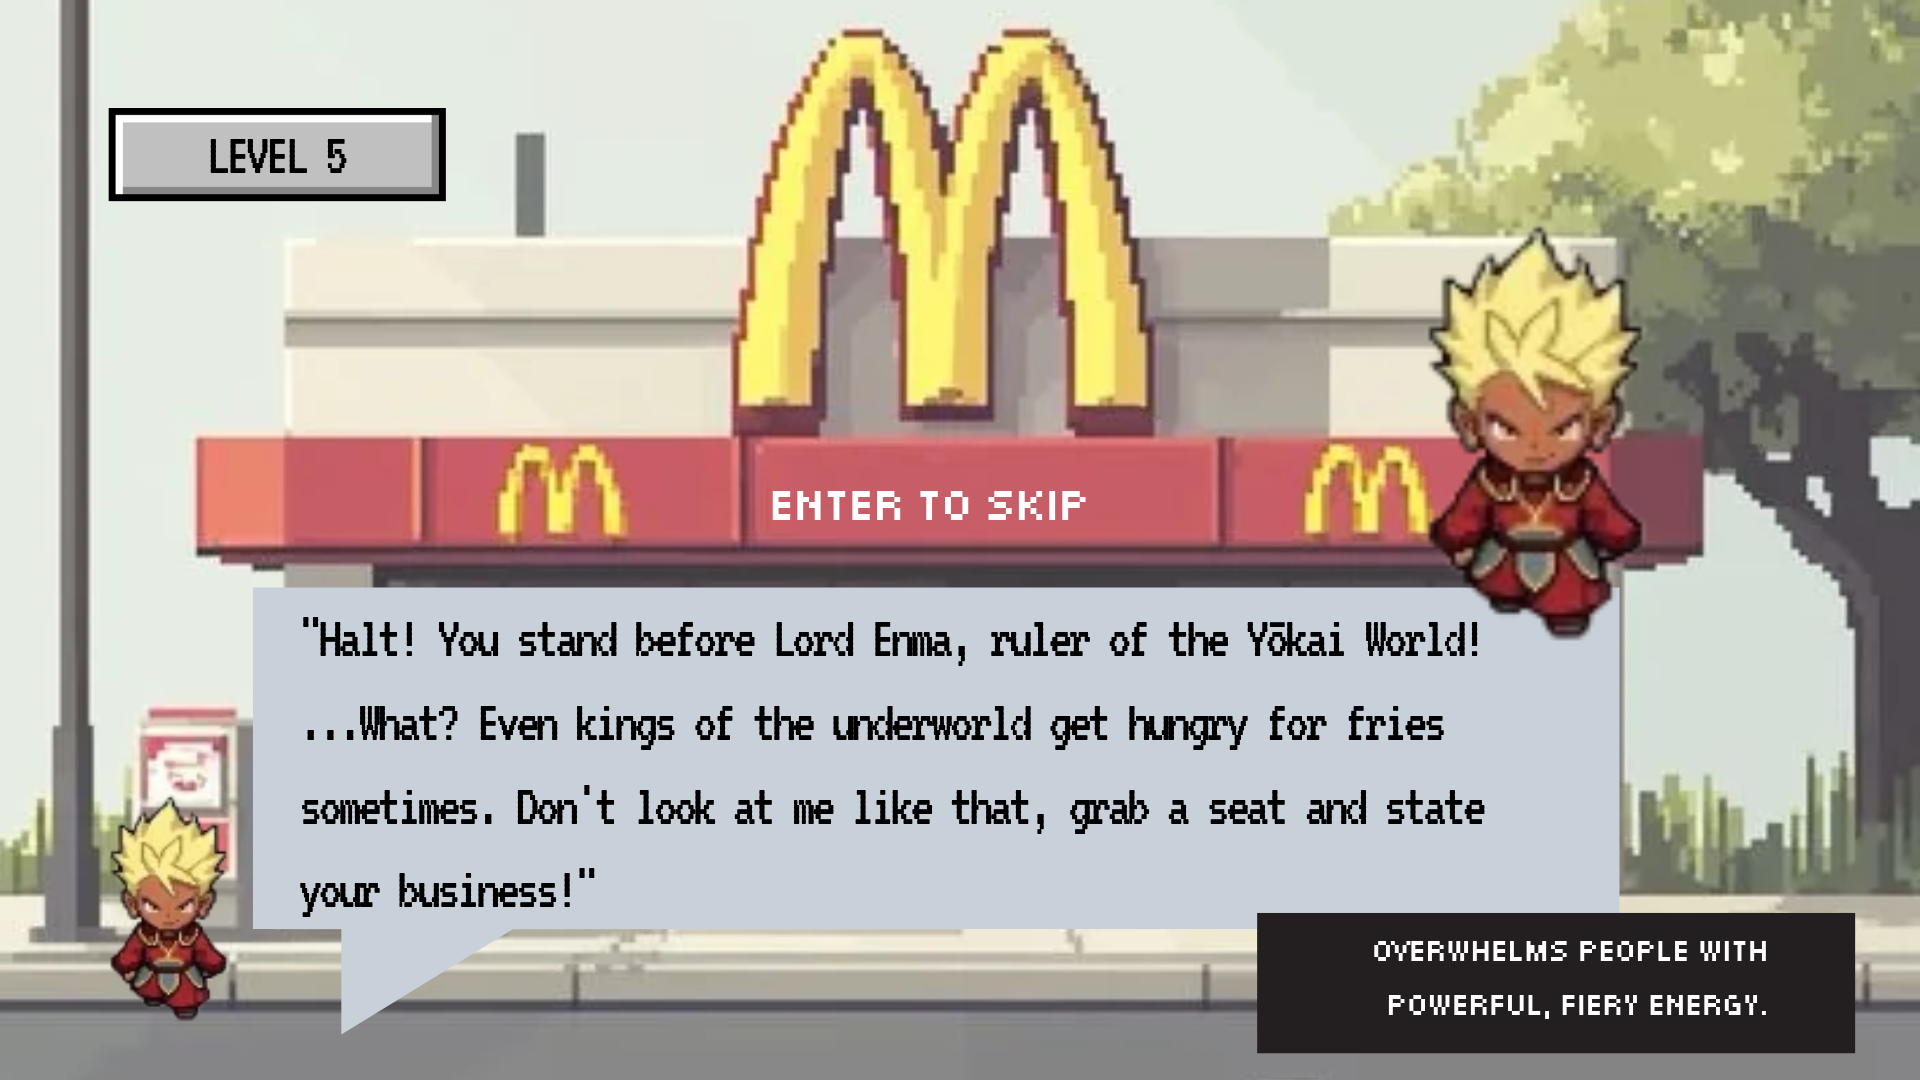 LEVEL 5
ENTER TO SKIP
"Halt! You stand before Lord Enma, ruler of the Yōkai World!
...What? Even kings of the underworld get hungry for fries
sometimes. Don't look at me like that, grab a seat and state
your business!"
OVERWHELMS PEOPLE WITH
POWERFUL, FIERY ENERGY.